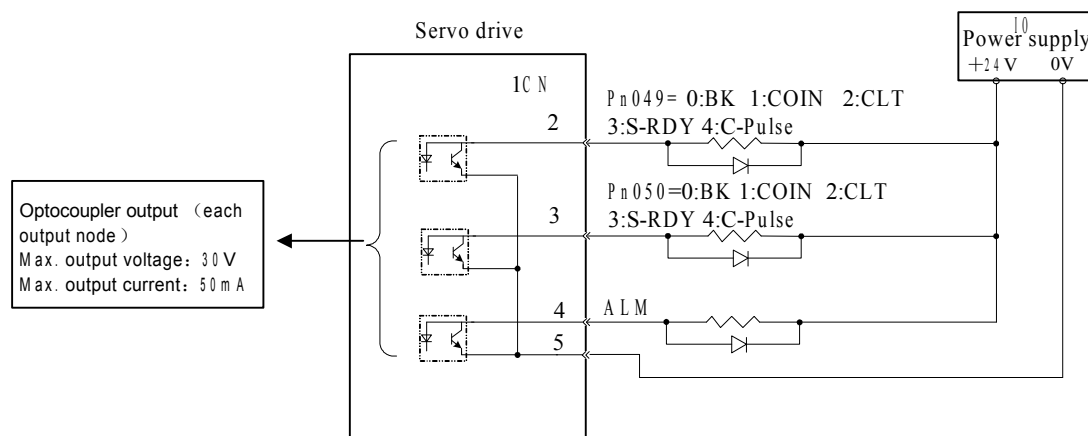 Servo drive
IO
Power supply
+24V 0V
1CN
Pn049= 0:BK 1:COIN 2:CLT
3:S-RDY 4:C-Pulse
2
Pn050=0:BK 1:COIN 2:CLT
3:S-RDY 4:C-Pulse
3
Optocoupler output （each
output node）
Max. output voltage：30V
Max. output current：50mA
4
ALM
5